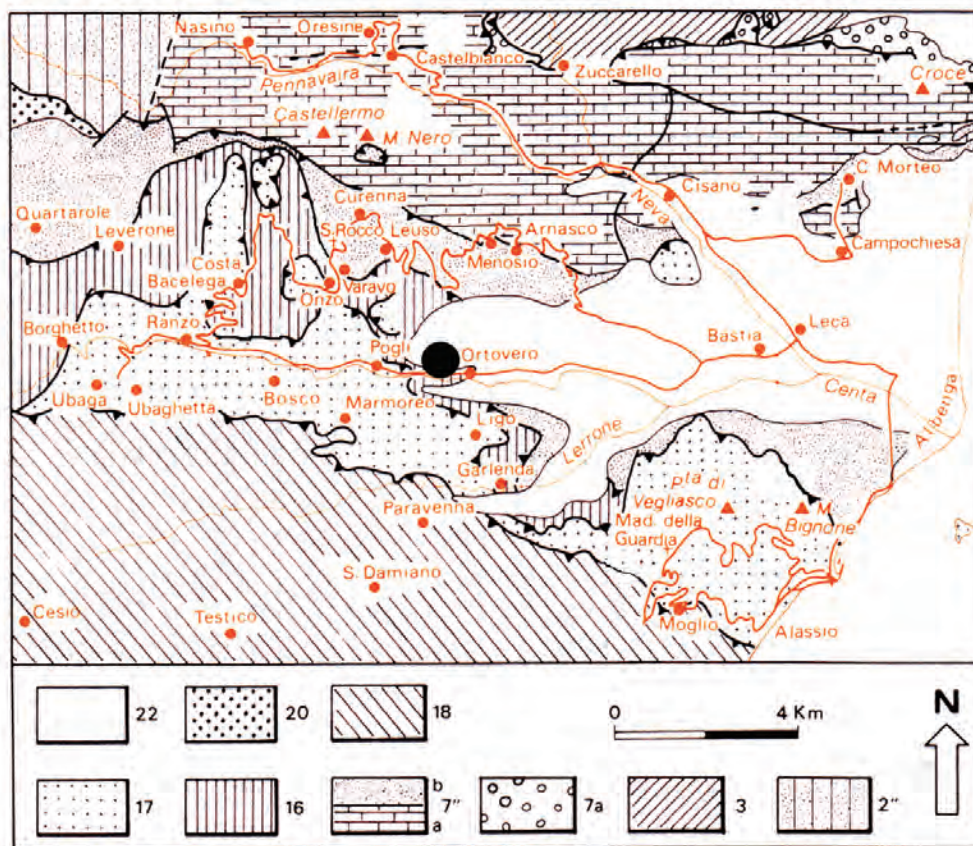 Nasino
Oresine
Castelbianco
Pennavaira
Zuccarello
Croce
Castellermo
M. Nero
C. Morteo
Cisano
Neva
Curenna
Quartarole
Leverone
S. Rocco
Leuso
Arnasco
Menosio
Campochiesa
Costa
Bacelega
Onzo
Varavo
Borghetto
Ranzo
Pogli
Ortovero
Bastia
Leca
Ubaga
Ubaghetta
Bosco
Marmoreo
Ligo
Centa
Albenga
Lerrone
Garlenda
Pta di
Vegliasco
M.
Bignone
Paravenna
Mad. della
Guardia
S. Damiano
Cesio
Testico
Moglio
Alassio
22
20
18
0
4 Km
N
17
16
b
7"
a
7a
3
2"